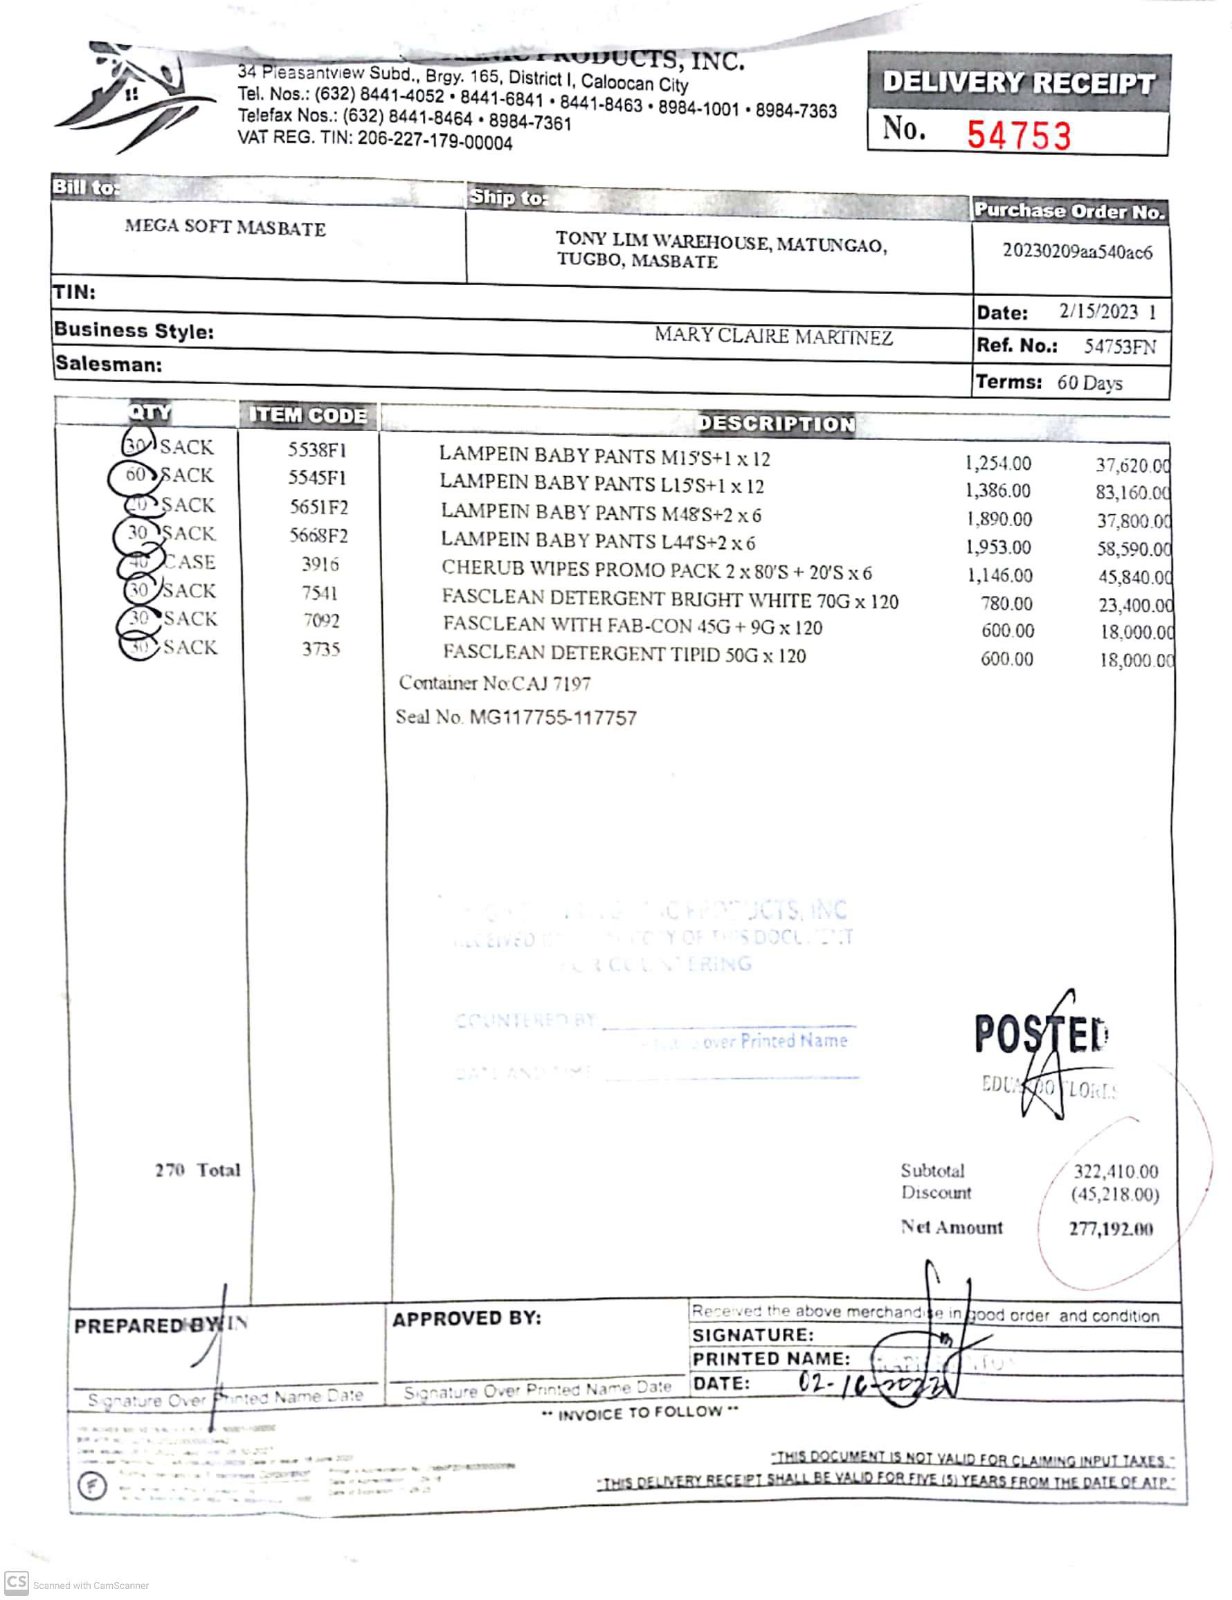 PRODUCTS, INC.
34 Pleasantview Subd., Brgy. 165, District I, Caloocan City
Tel. Nos.: (632) 8441-4052 • 8441-6841 • 8441-8463 • 8984-1001 • 8984-7363
Telefax Nos.: (632) 8441-8464 • 8984-7361
VAT REG. TIN: 206-227-179-00004
DELIVERY RECEIPT
No. 54753
Bill to: Ship to: Purchase Order No.
MEGA SOFT MASBATE
TONY LIM WAREHOUSE, MATUNGAO,
TUGBO, MASBATE
20230209aa540ac6
TIN:
Date: 2/15/2023 1
Business Style: MARY CLAIRE MARTINEZ
Ref. No.: 54753FN
Salesman:
Terms: 60 Days
QTY ITEM CODE DESCRIPTION
30 SACK 5538F1 LAMPEIN BABY PANTS M15'S+1 x 12 1,254.00 37,620.00
60 SACK 5545F1 LAMPEIN BABY PANTS L15'S+1 x 12 1,386.00 83,160.00
20 SACK 5651F2 LAMPEIN BABY PANTS M48'S+2 x 6 1,890.00 37,800.00
30 SACK 5668F2 LAMPEIN BABY PANTS L44'S+2 x 6 1,953.00 58,590.00
40 CASE 3916 CHERUB WIPES PROMO PACK 2 x 80'S + 20'S x 6 1,146.00 45,840.00
30 SACK 7541 FASCLEAN DETERGENT BRIGHT WHITE 70G x 120 780.00 23,400.00
30 SACK 7092 FASCLEAN WITH FAB-CON 45G + 9G x 120 600.00 18,000.00
30 SACK 3735 FASCLEAN DETERGENT TIPID 50G x 120 600.00 18,000.00
Container No:CAJ 7197
Seal No. MG117755-117757
PRODUCTS, INC
RECEIVED COPY OF THIS DOCUMENT
FOR COUNTERING
COUNTERED BY
over Printed Name
DATE AND TIME
POSTED
EDUARDO FLORES
270 Total
Subtotal 322,410.00
Discount (45,218.00)
Net Amount 277,192.00
PREPARED BY
APPROVED BY:
Received the above merchandise in good order and condition
SIGNATURE:
PRINTED NAME:
DATE: 02-16-2023
Signature Over Printed Name Date
Signature Over Printed Name Date
** INVOICE TO FOLLOW **
"THIS DOCUMENT IS NOT VALID FOR CLAIMING INPUT TAXES."
"THIS DELIVERY RECEIPT SHALL BE VALID FOR FIVE (5) YEARS FROM THE DATE OF ATP."
F
CS Scanned with CamScanner